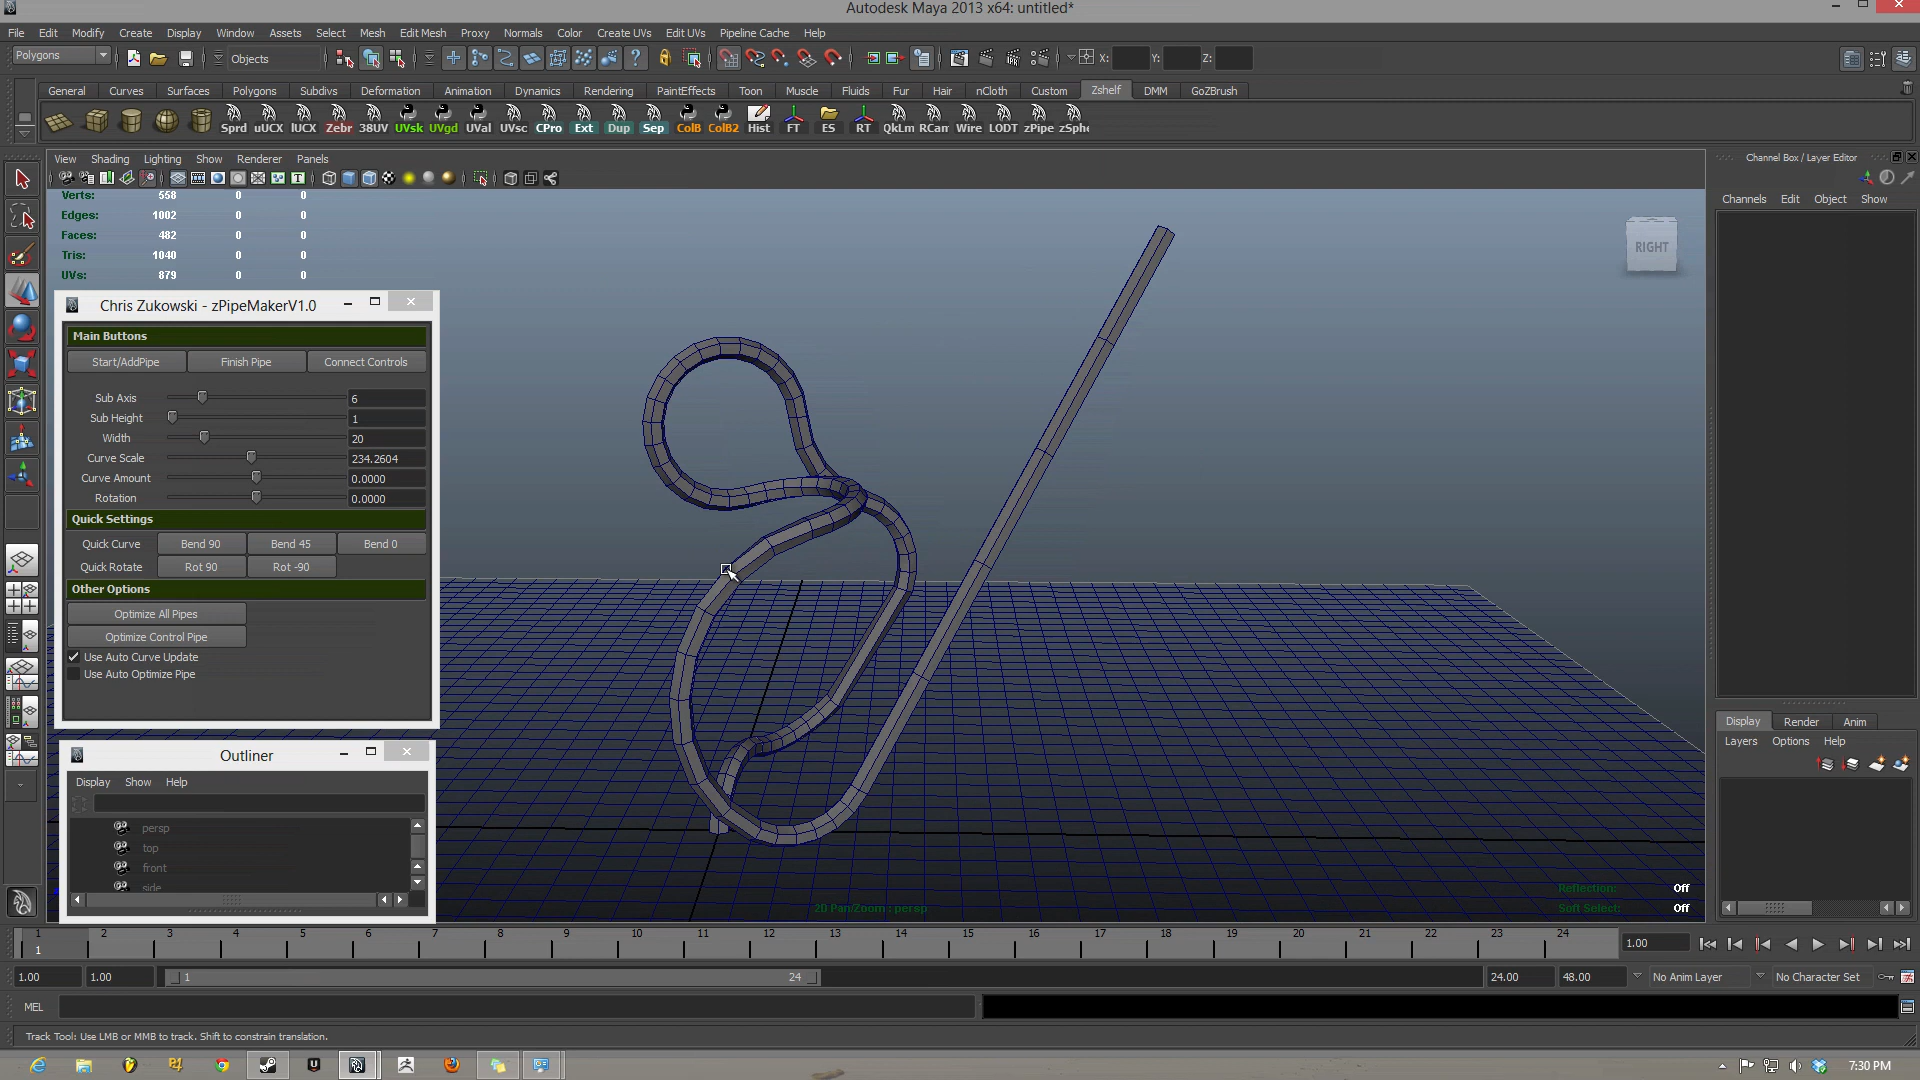 Autodesk Maya 2013 x64: untitled*
File Edit Modify Create Display Window Assets Select Mesh Edit Mesh Proxy Normals Color Create UVs Edit UVs Pipeline Cache Help
Polygons Objects X: Y: Z:
General Curves Surfaces Polygons Subdivs Deformation Animation Dynamics Rendering PaintEffects Toon Muscle Fluids Fur Hair nCloth Custom Zshelf DMM GoZBrush
Sprd uUCX lUCX Zebr 38UV UVsk UVgd UVal UVsc CPro Ext Dup Sep ColB ColB2 Hist FT ES RT QkLm RCam Wire LODT zPipe zSphe
View Shading Lighting Show Renderer Panels
Channel Box / Layer Editor
Channels Edit Object Show
Verts: 558 0 0
Edges: 1002 0 0
Faces: 482 0 0
Tris: 1040 0 0
UVs: 879 0 0
RIGHT
Chris Zukowski - zPipeMakerV1.0
Main Buttons
Start/AddPipe Finish Pipe Connect Controls
Sub Axis 6
Sub Height 1
Width 20
Curve Scale 234.2604
Curve Amount 0.0000
Rotation 0.0000
Quick Settings
Quick Curve Bend 90 Bend 45 Bend 0
Quick Rotate Rot 90 Rot -90
Other Options
Optimize All Pipes
Optimize Control Pipe
Use Auto Curve Update
Use Auto Optimize Pipe
Outliner
Display Show Help
persp
top
front
side
Display Render Anim
Layers Options Help
Reflection: Off
Soft Select: Off
2D Pan/Zoom : persp
1 2 3 4 5 6 7 8 9 10 11 12 13 14 15 16 17 18 19 20 21 22 23 24
1 1.00
1.00 1.00 1 24 24.00 48.00 No Anim Layer No Character Set
MEL
Track Tool: Use LMB or MMB to track. Shift to constrain translation.
7:30 PM